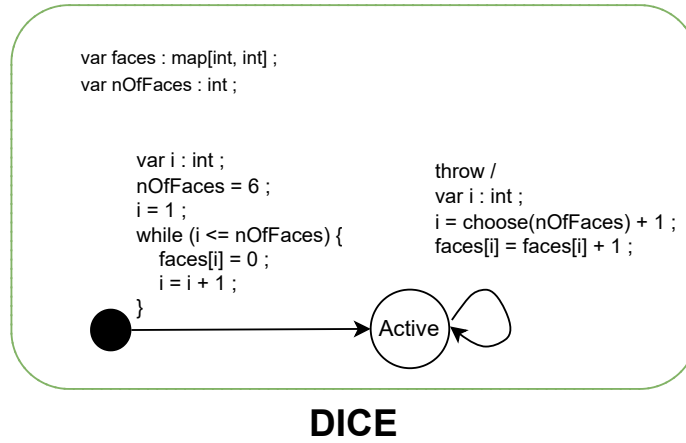 var faces : map[int, int] ;
var nOfFaces : int ;
var i : int ;
nOfFaces = 6 ;
i = 1 ;
while (i <= nOfFaces) {
faces[i] = 0 ;
i = i + 1 ;
}
throw /
var i : int ;
i = choose(nOfFaces) + 1 ;
faces[i] = faces[i] + 1 ;
Active
DICE